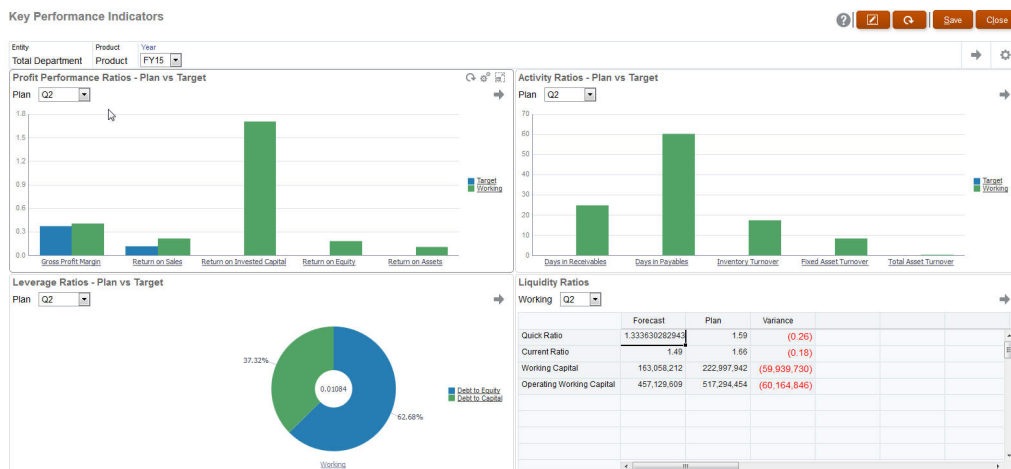 Key Performance Indicators
? Save Close
Entity Product Year
Total Department Product FY15
Profit Performance Ratios - Plan vs Target
Plan Q2
1.8
1.5
1.2
0.9
0.6
0.3
0.0
Gross Profit Margin Return on Sales Return on Invested Capital Return on Equity Return on Assets
Target
Working
Activity Ratios - Plan vs Target
Plan Q2
70
60
50
40
30
20
10
0
Days in Receivables Days in Payables Inventory Turnover Fixed Asset Turnover Total Asset Turnover
Target
Working
Leverage Ratios - Plan vs Target
Plan Q2
37.32%
0.01084
62.68%
Working
Debt to Equity
Debt to Capital
Liquidity Ratios
Working Q2
Forecast Plan Variance
Quick Ratio 1.333630282943 1.59 (0.26)
Current Ratio 1.49 1.66 (0.18)
Working Capital 163,058,212 222,997,942 (59,939,730)
Operating Working Capital 457,129,609 517,294,454 (60,164,846)